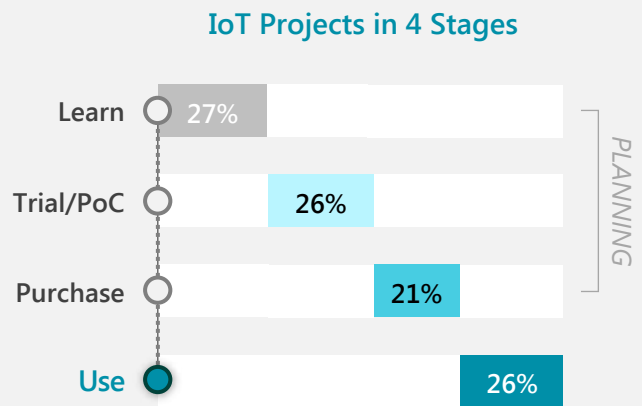 IoT Projects in 4 Stages
Learn
27%
Trial/PoC
26%
Purchase
21%
Use
26%
PLANNING